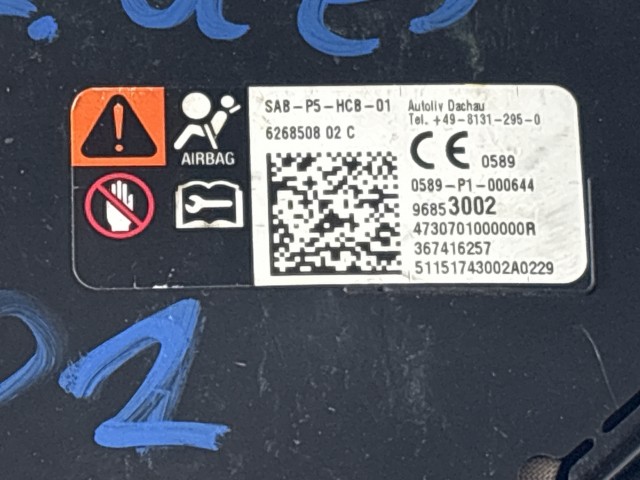 SAB-P5-HCB-01
6268508 02 C
AIRBAG
Autoliv Dachau
Tel. +49-8131-295-0
CE 0589
0589-P1-000644
96853002
4730701000000R
367416257
51151743002A0229
01